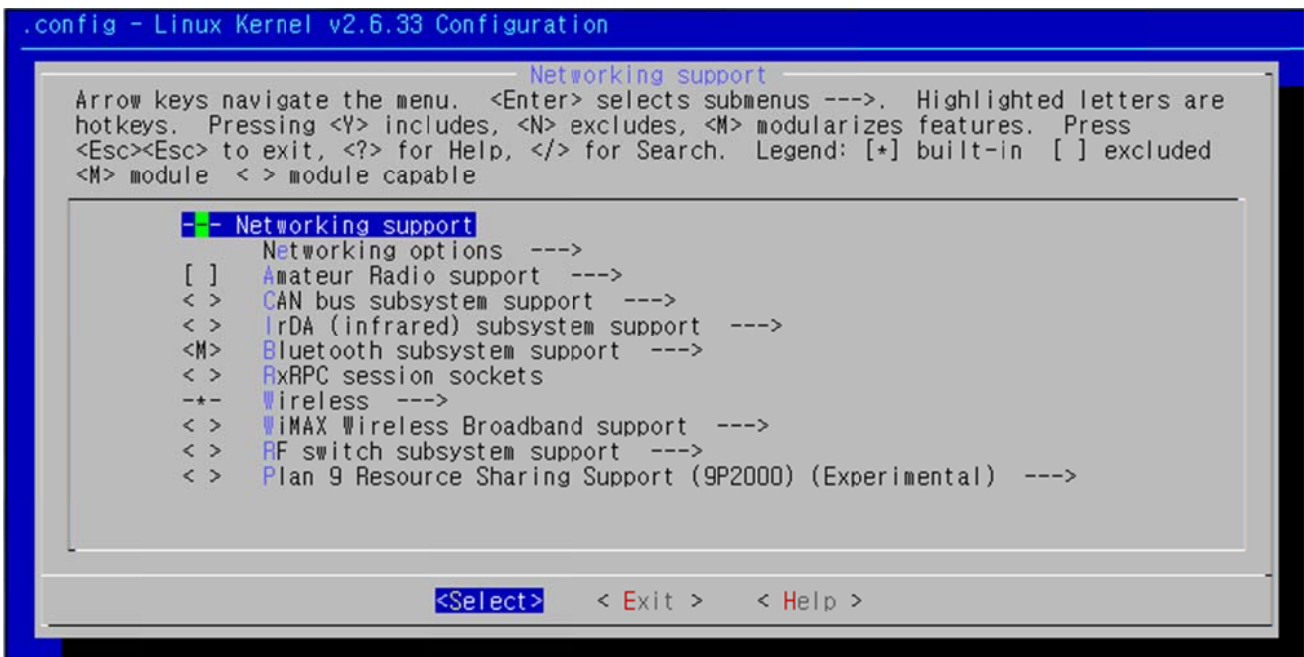 .config - Linux Kernel v2.6.33 Configuration
Networking support
Arrow keys navigate the menu.  <Enter> selects submenus --->.  Highlighted letters are
hotkeys.  Pressing <Y> includes, <N> excludes, <M> modularizes features.  Press
<Esc><Esc> to exit, <?> for Help, </> for Search.  Legend: [*] built-in  [ ] excluded
<M> module  < > module capable
--- Networking support
Networking options  --->
[ ]   Amateur Radio support  --->
< >   CAN bus subsystem support  --->
< >   IrDA (infrared) subsystem support  --->
<M>   Bluetooth subsystem support  --->
< >   RxRPC session sockets
-*-   Wireless  --->
< >   WiMAX Wireless Broadband support  --->
< >   RF switch subsystem support  --->
< >   Plan 9 Resource Sharing Support (9P2000) (Experimental)  --->
<Select>    < Exit >    < Help >